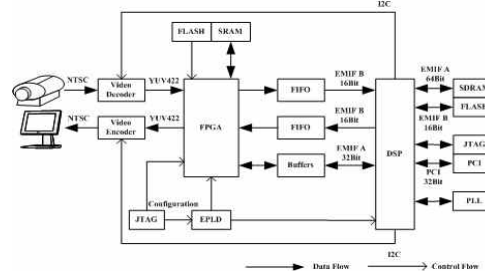 I2C
FLASH SRAM
NTSC Video Decoder YUV422
FIFO EMIF B 16Bit
EMIF A 64Bit SDRAM
FLASH
NTSC Video Encoder YUV422
FPGA
FIFO EMIF B 16Bit
DSP
EMIF B 16Bit
JTAG
Buffers EMIF A 32Bit
PCI
PCI 32Bit
Configuration
JTAG EPLD
PLL
I2C
Data Flow Control Flow